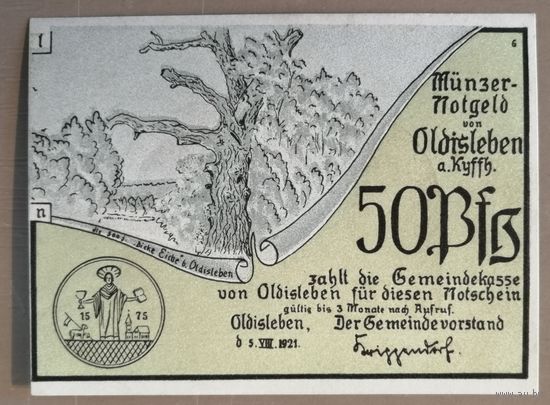 l
6
Münzer-
Notgeld
von
Oldisleben
a. Kyffh.
50 Pfg
n
die 900 j. „Dicke Eiche" b. Oldisleben
15 75
zahlt die Gemeindekasse
von Oldisleben für diesen Notschein
gültig bis 3 Monate nach Aufruf.
Oldisleben, Der Gemeindevorstand
d 5. VIII. 1921.